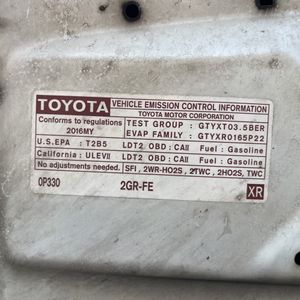 TOYOTA VEHICLE EMISSION CONTROL INFORMATION
TOYOTA MOTOR CORPORATION
Conforms to regulations TEST GROUP : GTYXT03.5BER
2016MY EVAP FAMILY : GTYXR0165P22
U.S.EPA : T2B5 LDT2 OBD : CAII Fuel : Gasoline
California : ULEVII LDT2 OBD : CAII Fuel : Gasoline
No adjustments needed. SFI , 2WR-HO2S , 2TWC , 2HO2S, TWC
0P330 2GR-FE XR